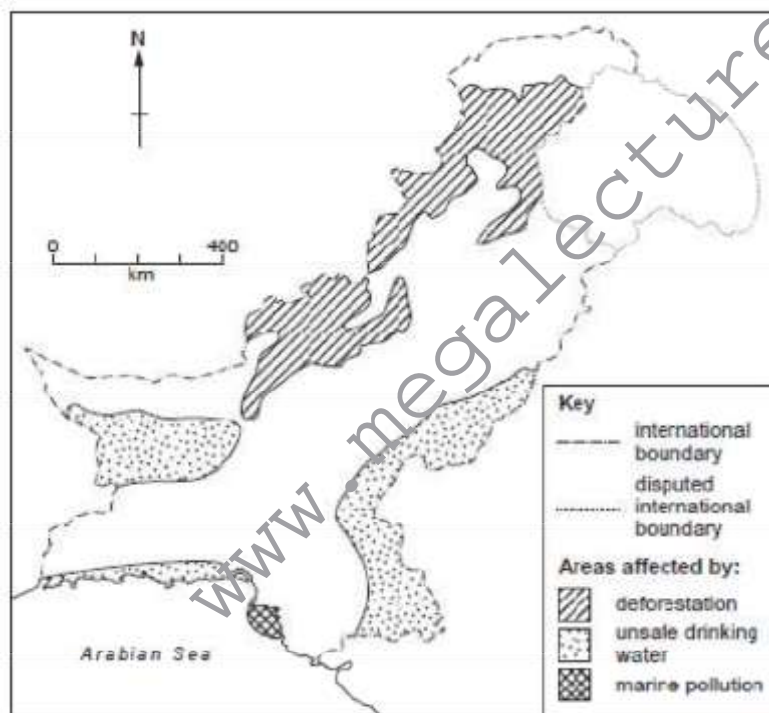 www.megalecture
N
0 400
km
Arabian Sea
Key
international
boundary
disputed
international
boundary
Areas affected by:
deforestation
unsale drinking
water
marine pollution